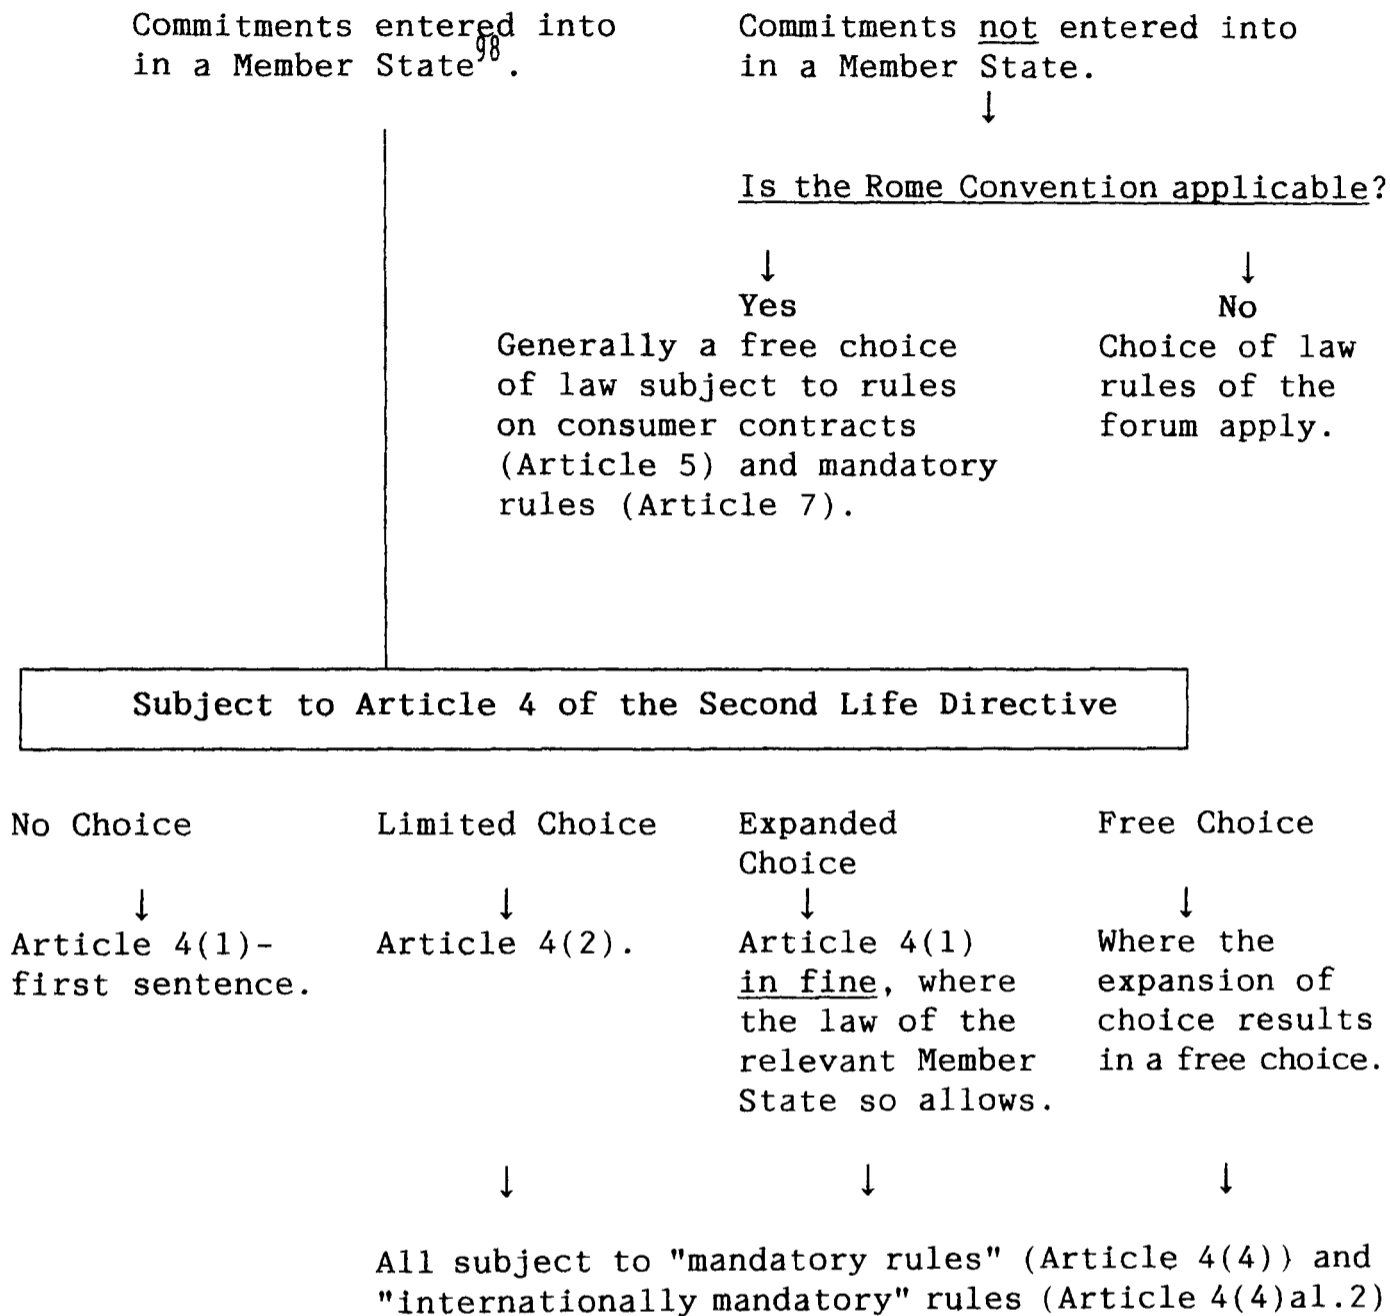 Commitments entered into
in a Member State98.
Commitments not entered into
in a Member State.
↓
Is the Rome Convention applicable?
↓ ↓
Yes
Generally a free choice
of law subject to rules
on consumer contracts
(Article 5) and mandatory
rules (Article 7).
No
Choice of law
rules of the
forum apply.
Subject to Article 4 of the Second Life Directive
No Choice
↓
Article 4(1)-
first sentence.
Limited Choice
↓
Article 4(2).
Expanded
Choice
↓
Article 4(1)
in fine, where
the law of the
relevant Member
State so allows.
Free Choice
↓
Where the
expansion of
choice results
in a free choice.
↓ ↓ ↓
All subject to "mandatory rules" (Article 4(4)) and
"internationally mandatory" rules (Article 4(4)al.2)